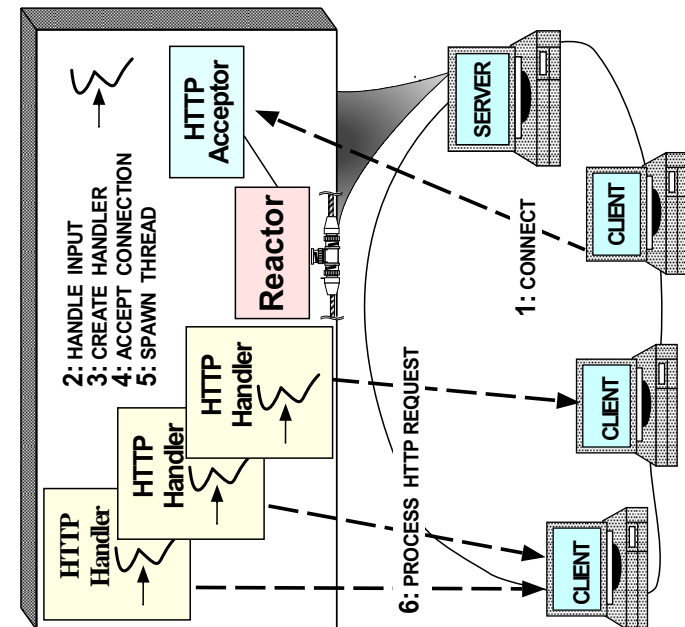 2: HANDLE INPUT
3: CREATE HANDLER
4: ACCEPT CONNECTION
5: SPAWN THREAD
HTTP
Handler
HTTP
Handler
HTTP
Handler
Reactor
HTTP
Acceptor
6: PROCESS HTTP REQUEST
1: CONNECT
SERVER
CLIENT
CLIENT
CLIENT